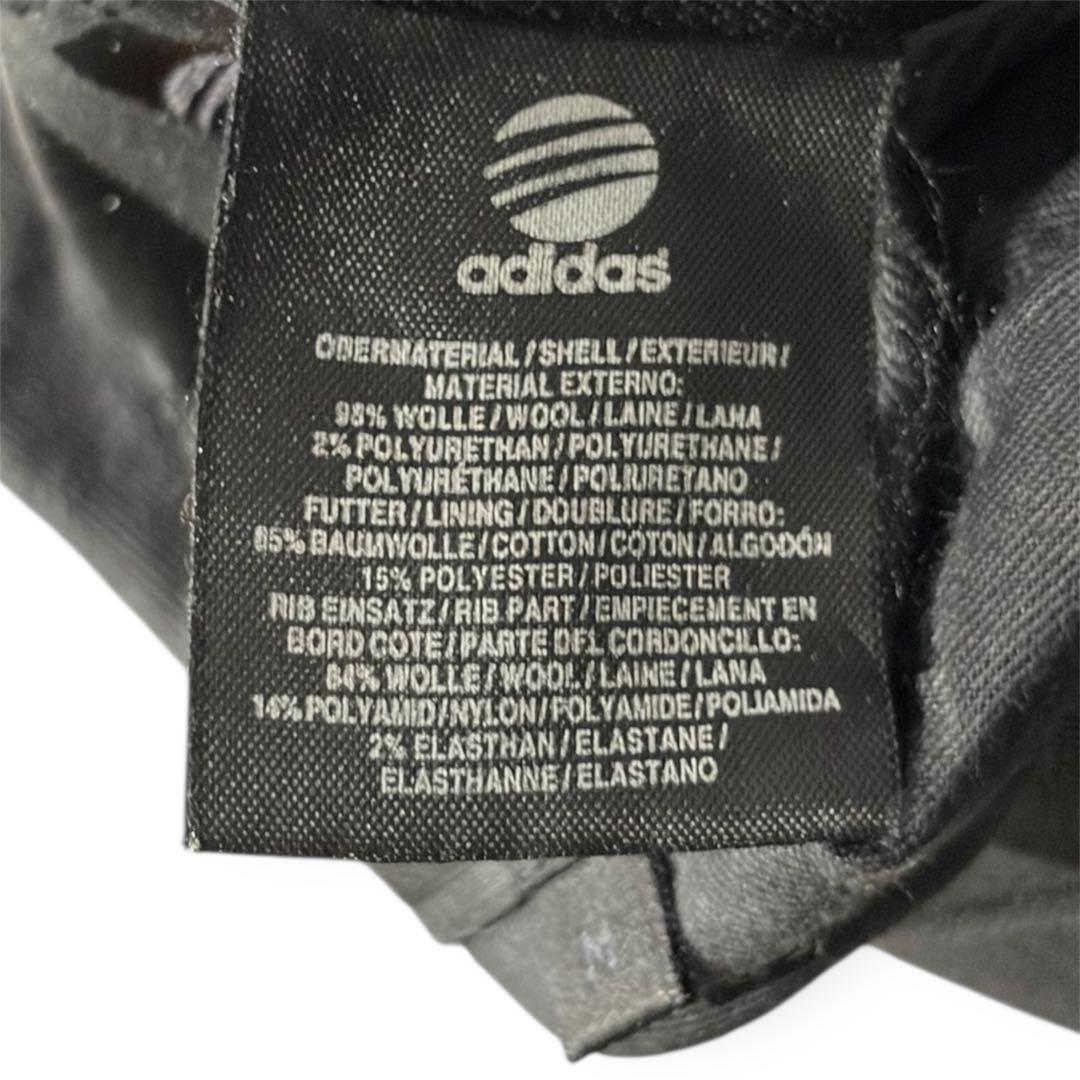 adidas
OBERMATERIAL / SHELL / EXTERIEUR /
MATERIAL EXTERNO:
98% WOLLE / WOOL / LAINE / LANA
2% POLYURETHAN / POLYURETHANE /
POLYURÉTHANE / POLIURETANO
FUTTER / LINING / DOUBLURE / FORRO:
85% BAUMWOLLE / COTTON / COTON / ALGODÓN
15% POLYESTER / POLIESTER
RIB EINSATZ / RIB PART / EMPIECEMENT EN
BORD COTE / PARTE DEL CORDONCILLO:
84% WOLLE / WOOL / LAINE / LANA
14% POLYAMID / NYLON / POLYAMIDE / POLIAMIDA
2% ELASTHAN / ELASTANE /
ELASTHANNE / ELASTANO
M